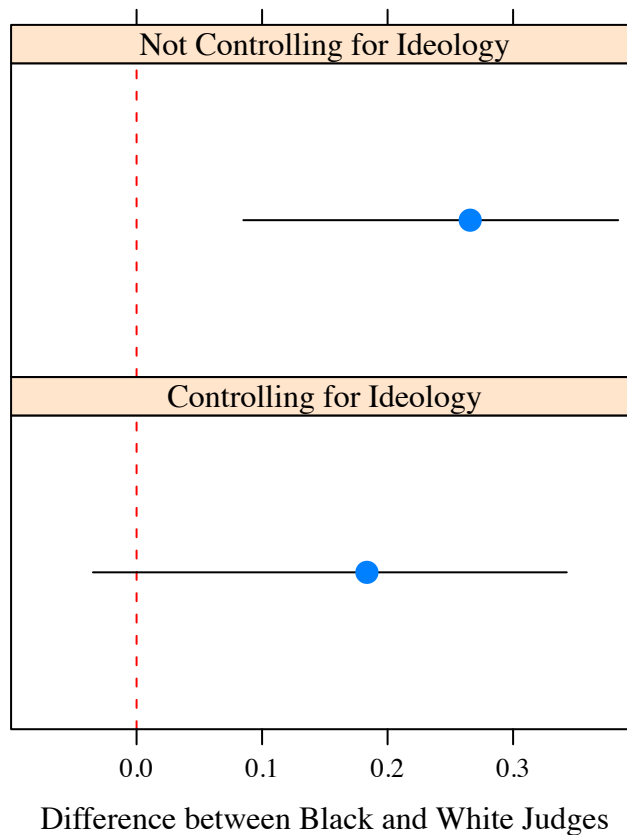 Not Controlling for Ideology
Controlling for Ideology
0.0 0.1 0.2 0.3
Difference between Black and White Judges